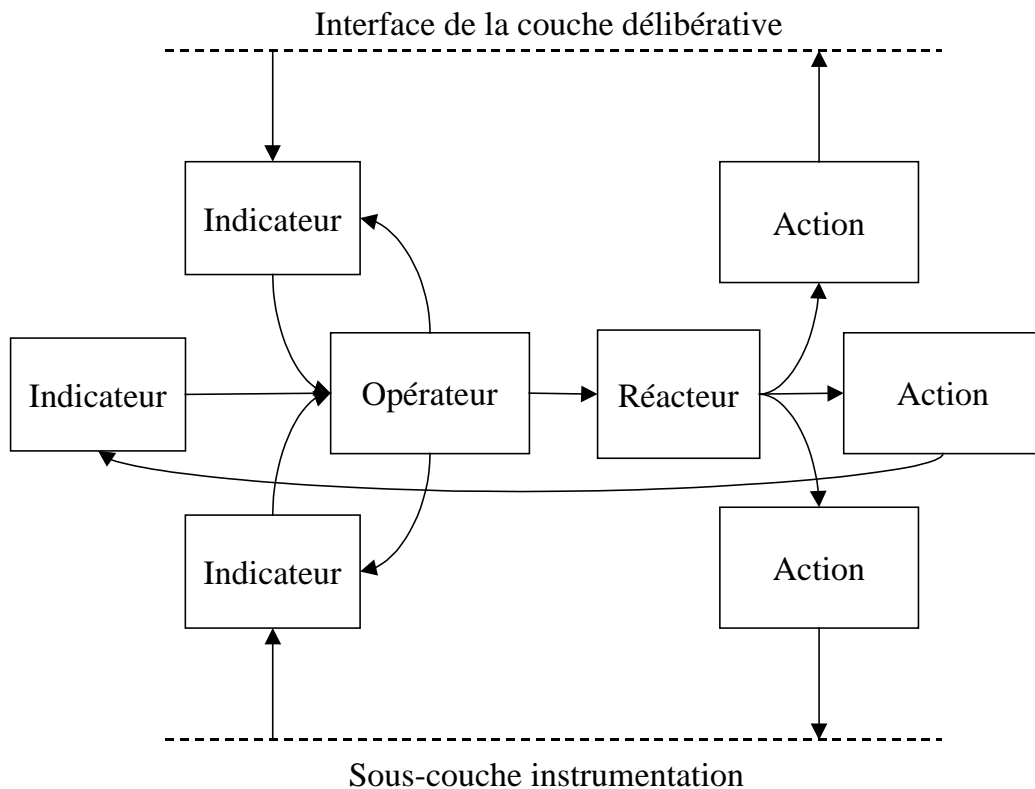 Interface de la couche délibérative
Indicateur
Action
Indicateur
Opérateur
Réacteur
Action
Indicateur
Action
Sous-couche instrumentation